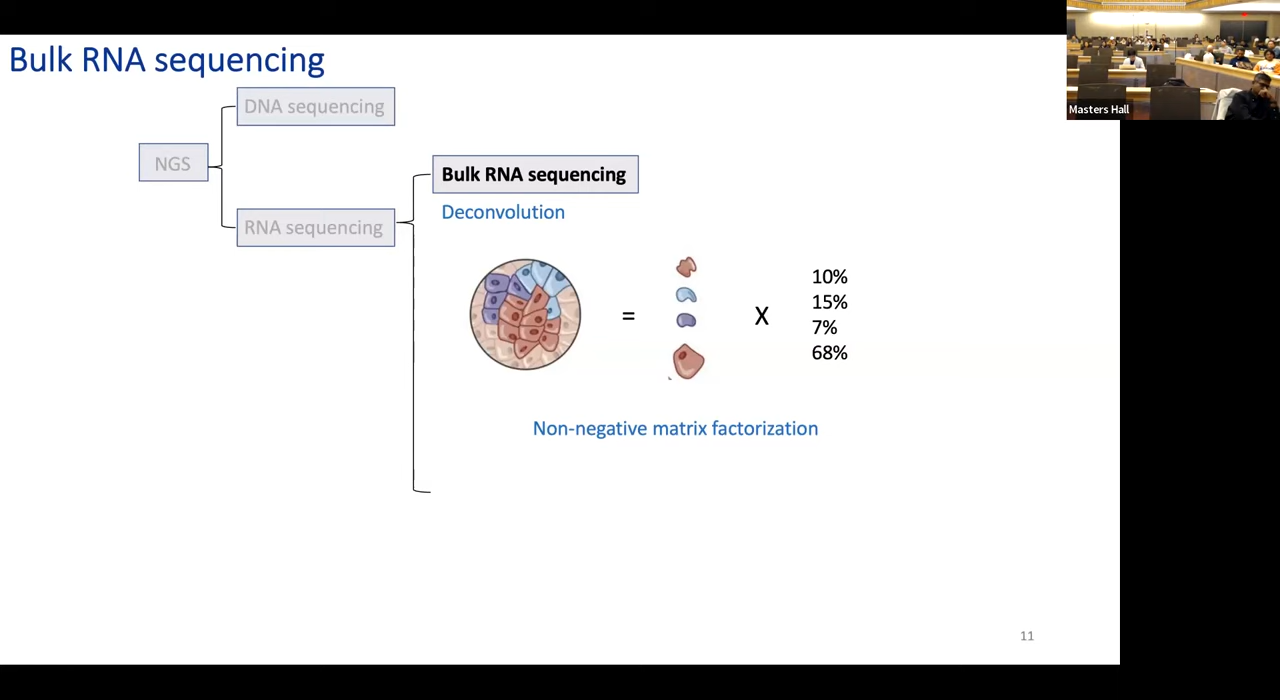 Bulk RNA sequencing
DNA sequencing
NGS
RNA sequencing
Bulk RNA sequencing
Deconvolution
=
X
10%
15%
7%
68%
Non-negative matrix factorization
11
Masters Hall